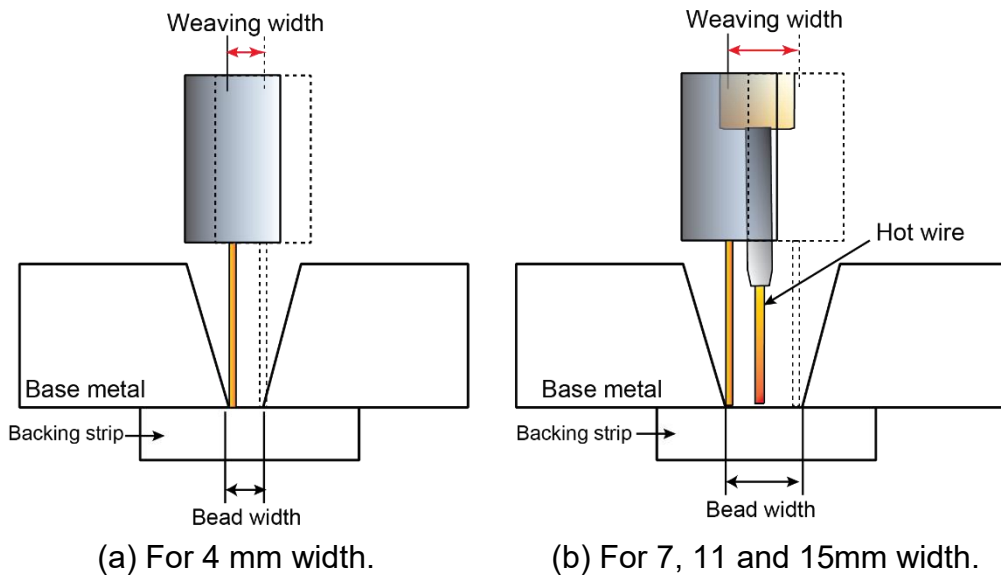 Weaving width
Base metal
Backing strip
Bead width
(a) For 4 mm width.
Weaving width
Hot wire
Base metal
Backing strip
Bead width
(b) For 7, 11 and 15mm width.